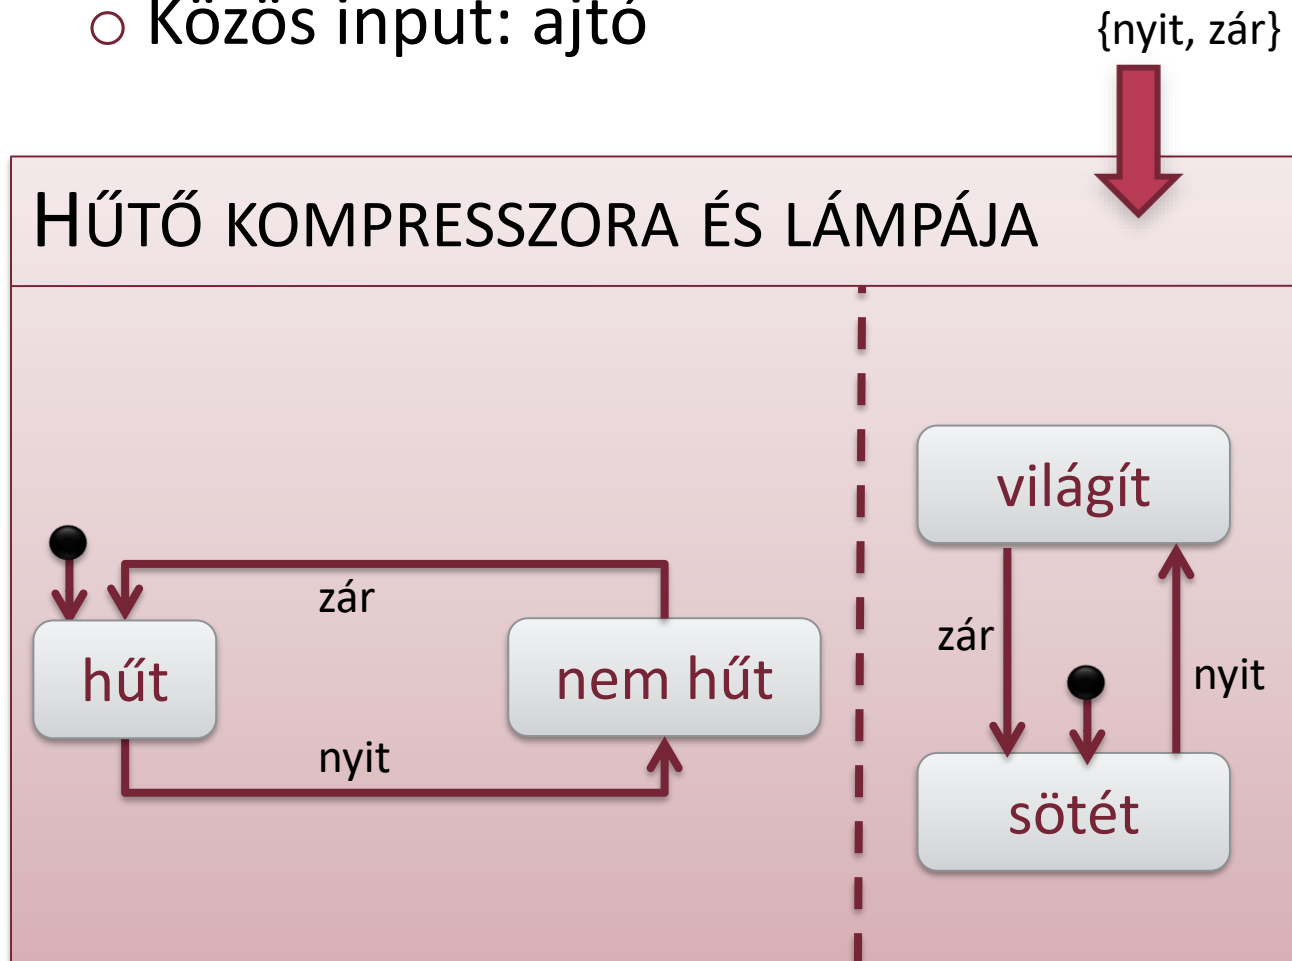 Közös input: ajtó
{nyit, zár}
HŰTŐ KOMPRESSZORA ÉS LÁMPÁJA
világít
zár
zár
hűt
nem hűt
nyit
nyit
sötét